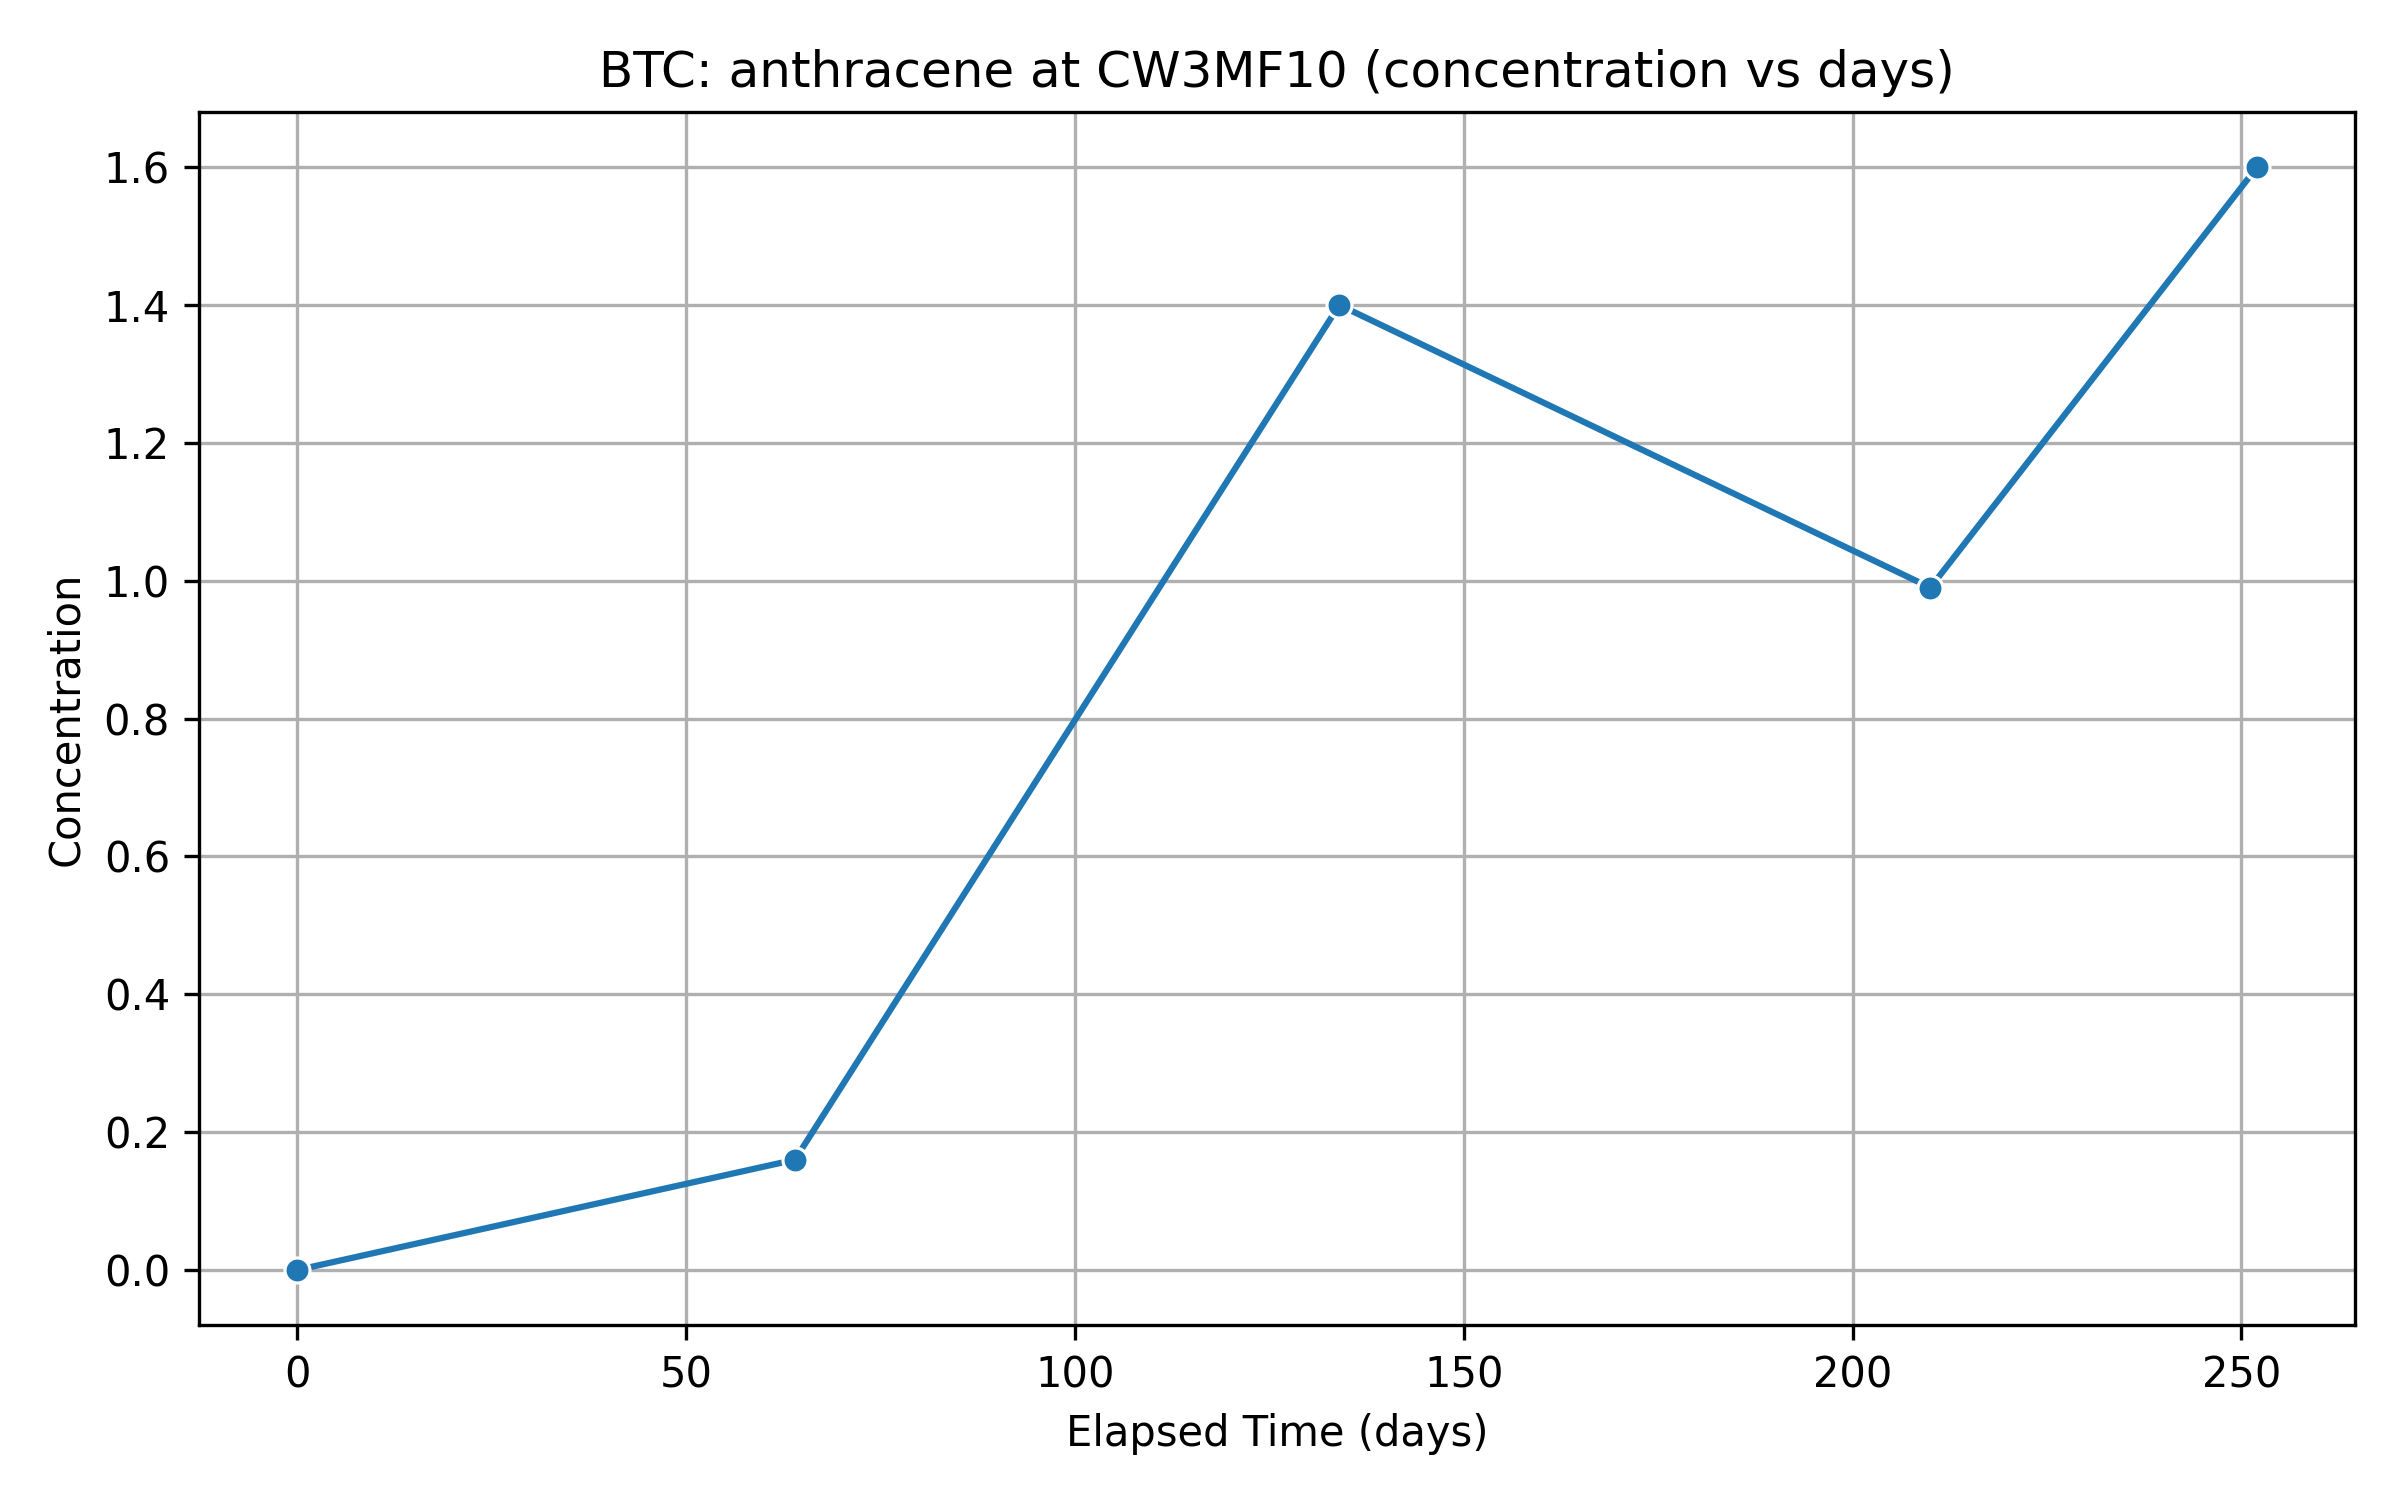 BTC: anthracene at CW3MF10 (concentration vs days)
1.6
1.4
1.2
1.0
0.8
0.6
0.4
0.2
0.0
Concentration
0 50 100 150 200 250
Elapsed Time (days)